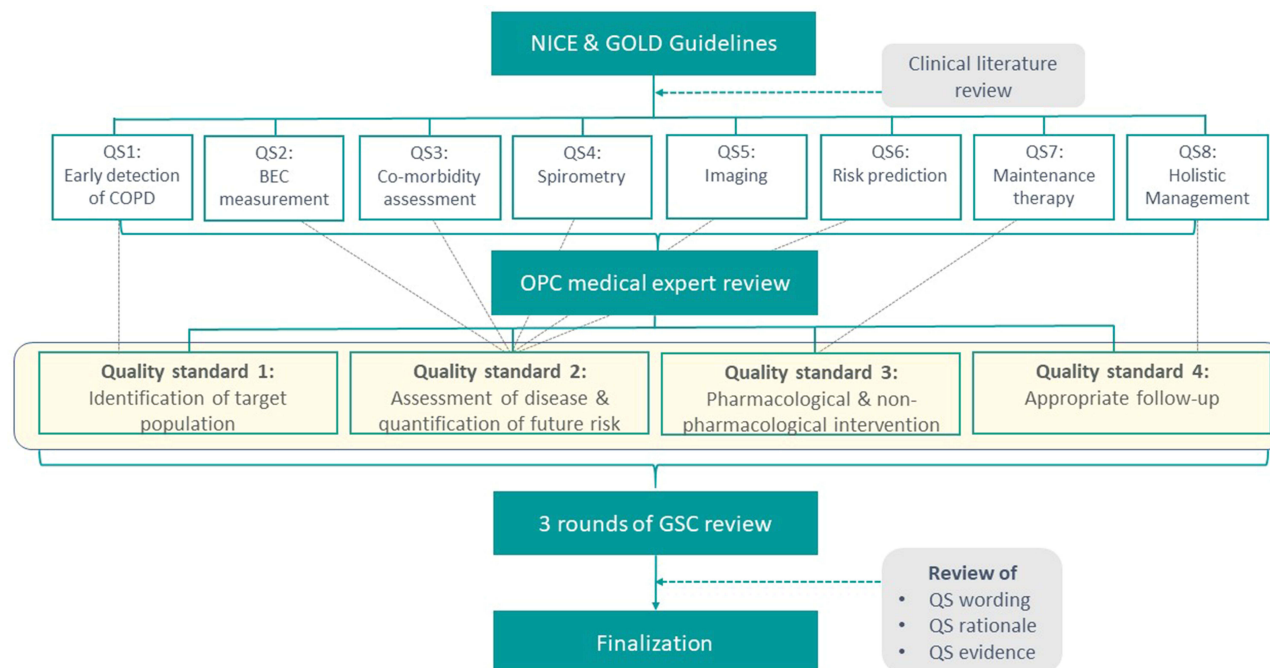 NICE & GOLD Guidelines
Clinical literature
review
QS1:
Early detection
of COPD
QS2:
BEC
measurement
QS3:
Co-morbidity
assessment
QS4:
Spirometry
QS5:
Imaging
QS6:
Risk prediction
QS7:
Maintenance
therapy
QS8:
Holistic
Management
OPC medical expert review
Quality standard 1:
Identification of target
population
Quality standard 2:
Assessment of disease &
quantification of future risk
Quality standard 3:
Pharmacological & non-
pharmacological intervention
Quality standard 4:
Appropriate follow-up
3 rounds of GSC review
Review of
• QS wording
• QS rationale
• QS evidence
Finalization